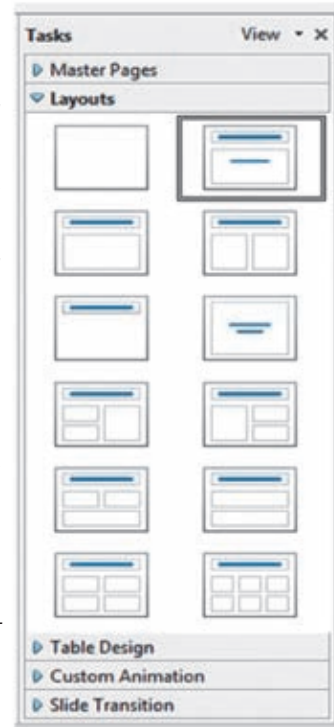 Tasks View
Master Pages
Layouts
Table Design
Custom Animation
Slide Transition